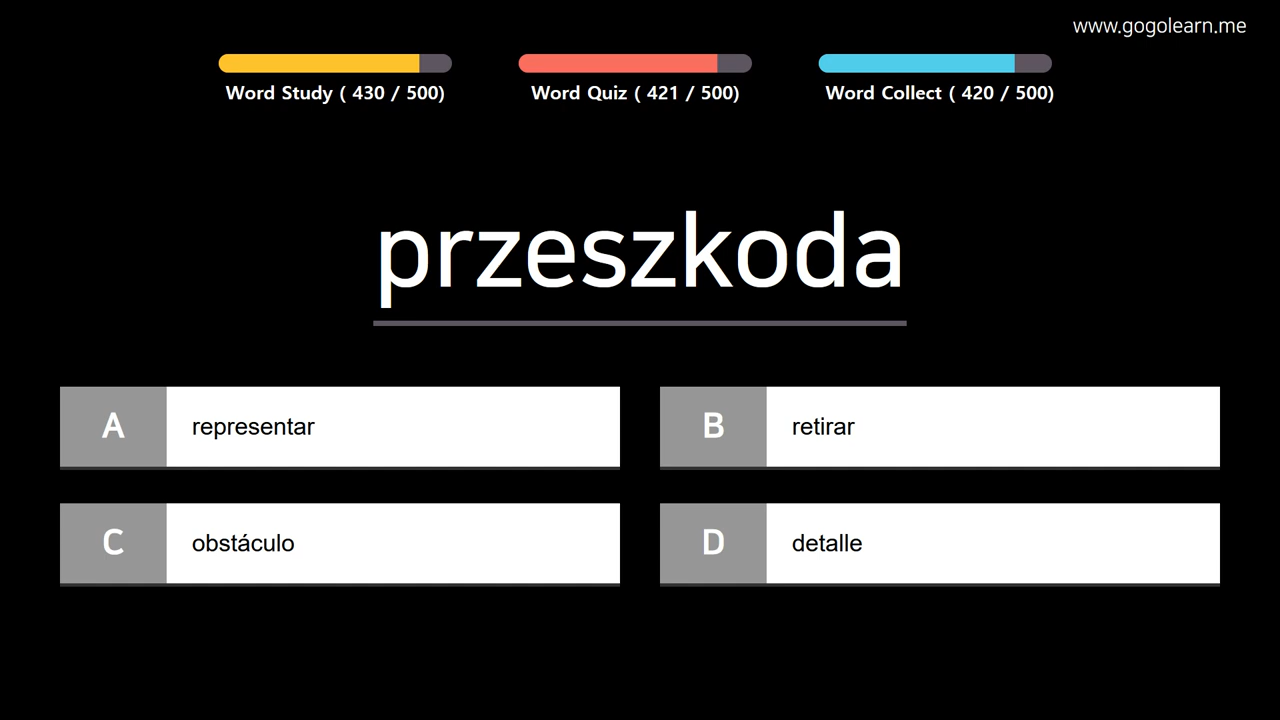 www.gogolearn.me
Word Study ( 430 / 500)
Word Quiz ( 421 / 500)
Word Collect ( 420 / 500)
przeszkoda
A representar
B retirar
C obstáculo
D detalle